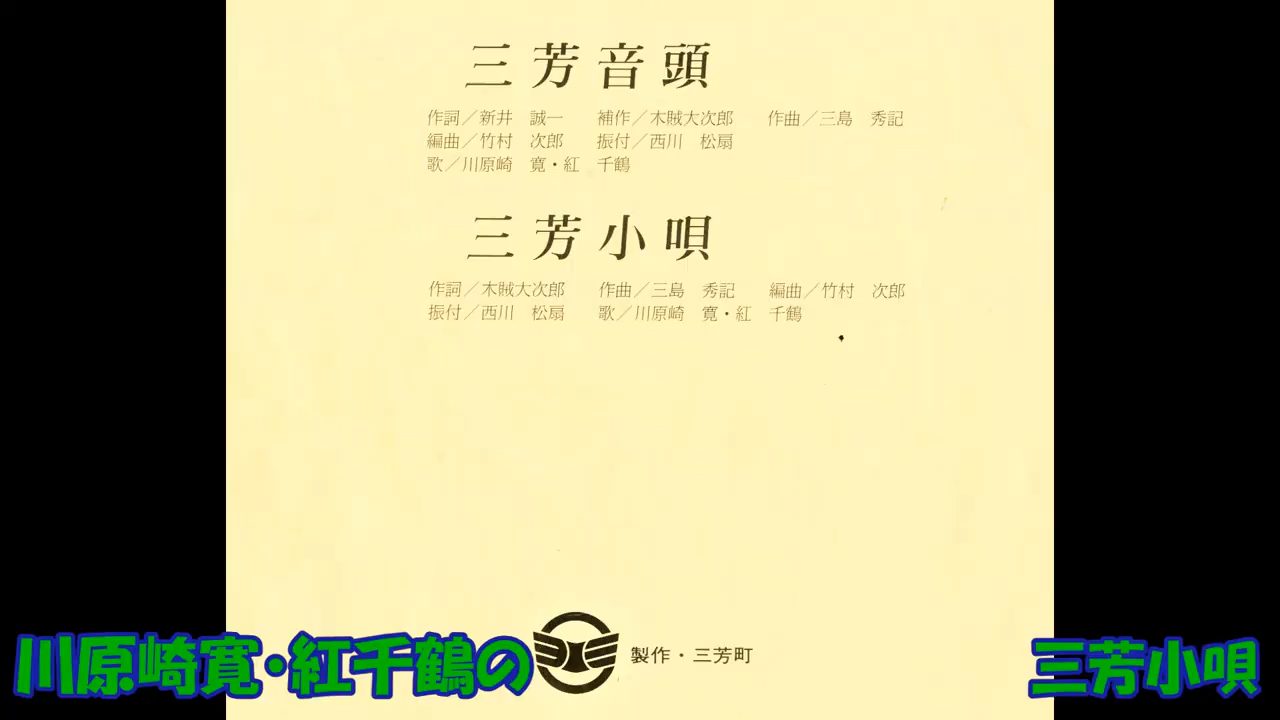 三芳音頭
作詞／新井　誠一　　補作／木賊大次郎　　作曲／三島　秀記
編曲／竹村　次郎　　振付／西川　松扇
歌／川原崎　寛・紅　千鶴
三芳小唄
作詞／木賊大次郎　　作曲／三島　秀記　　編曲／竹村　次郎
振付／西川　松扇　　歌／川原崎　寛・紅　千鶴
製作・三芳町
川原崎寛・紅千鶴の
三芳小唄